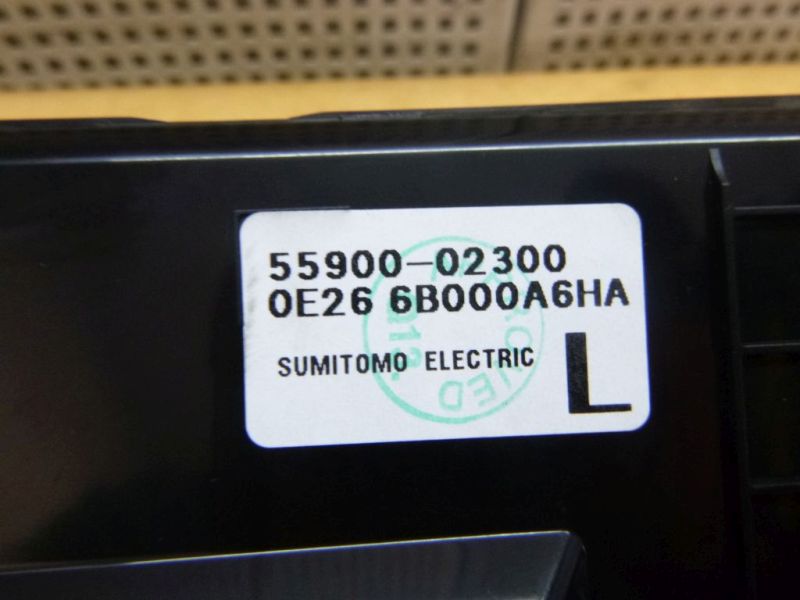 55900-02300
0E26 6B000A6HA
SUMITOMO ELECTRIC
L